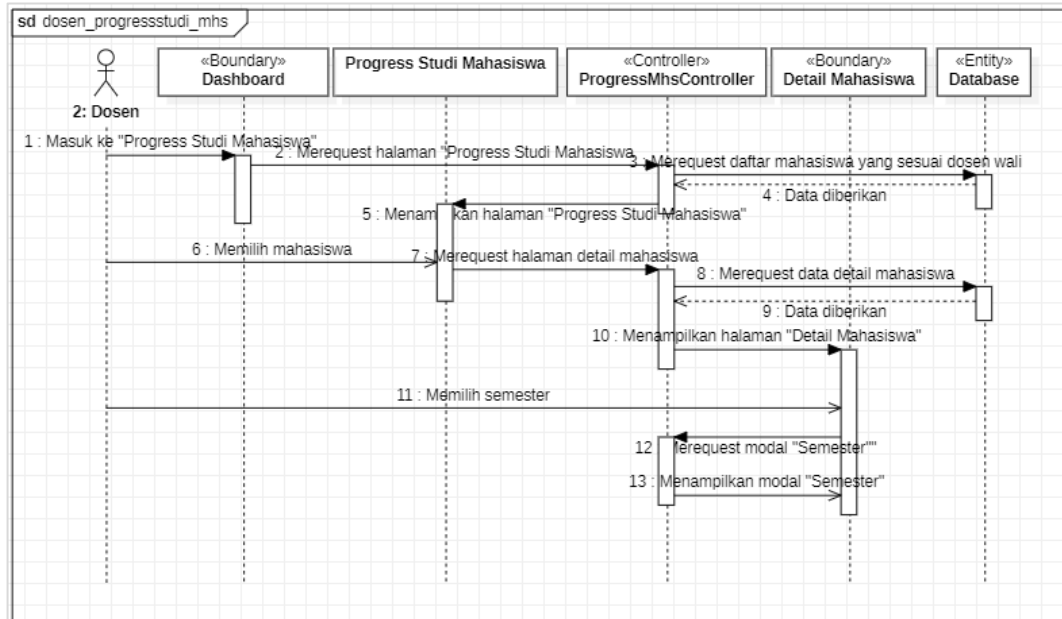 sd dosen_progressstudi_mhs
2: Dosen
«Boundary»
Dashboard
Progress Studi Mahasiswa
«Controller»
ProgressMhsController
«Boundary»
Detail Mahasiswa
«Entity»
Database
1 : Masuk ke "Progress Studi Mahasiswa"
2 : Merequest halaman "Progress Studi Mahasiswa
3 : Merequest daftar mahasiswa yang sesuai dosen wali
4 : Data diberikan
5 : Menampilkan halaman "Progress Studi Mahasiswa"
6 : Memilih mahasiswa
7 : Merequest halaman detail mahasiswa
8 : Merequest data detail mahasiswa
9 : Data diberikan
10 : Menampilkan halaman "Detail Mahasiswa"
11 : Memilih semester
12 : Merequest modal "Semester""
13 : Menampilkan modal "Semester"